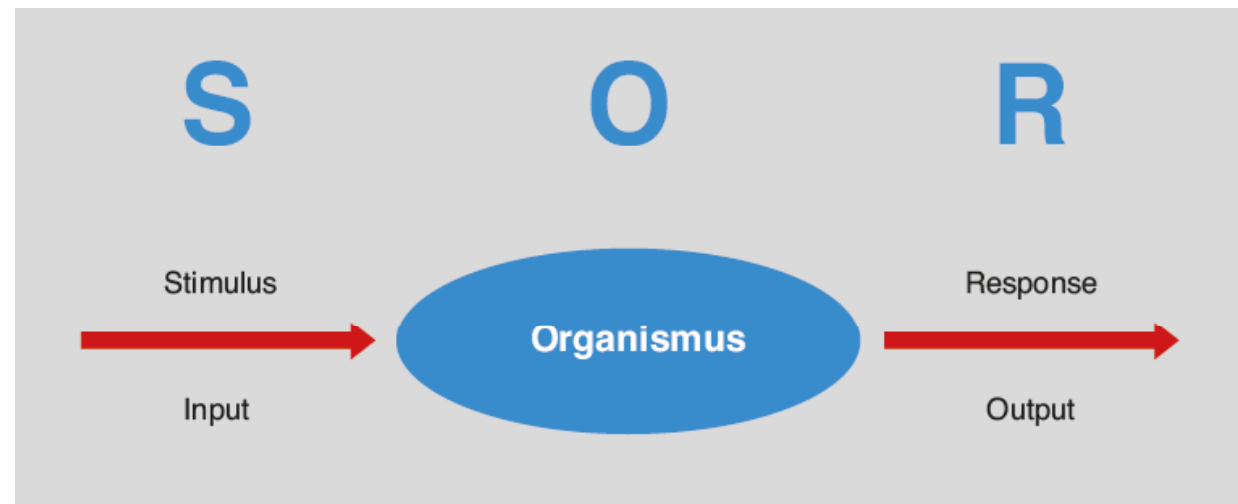 S O R
Stimulus
Response
Organismus
Input
Output